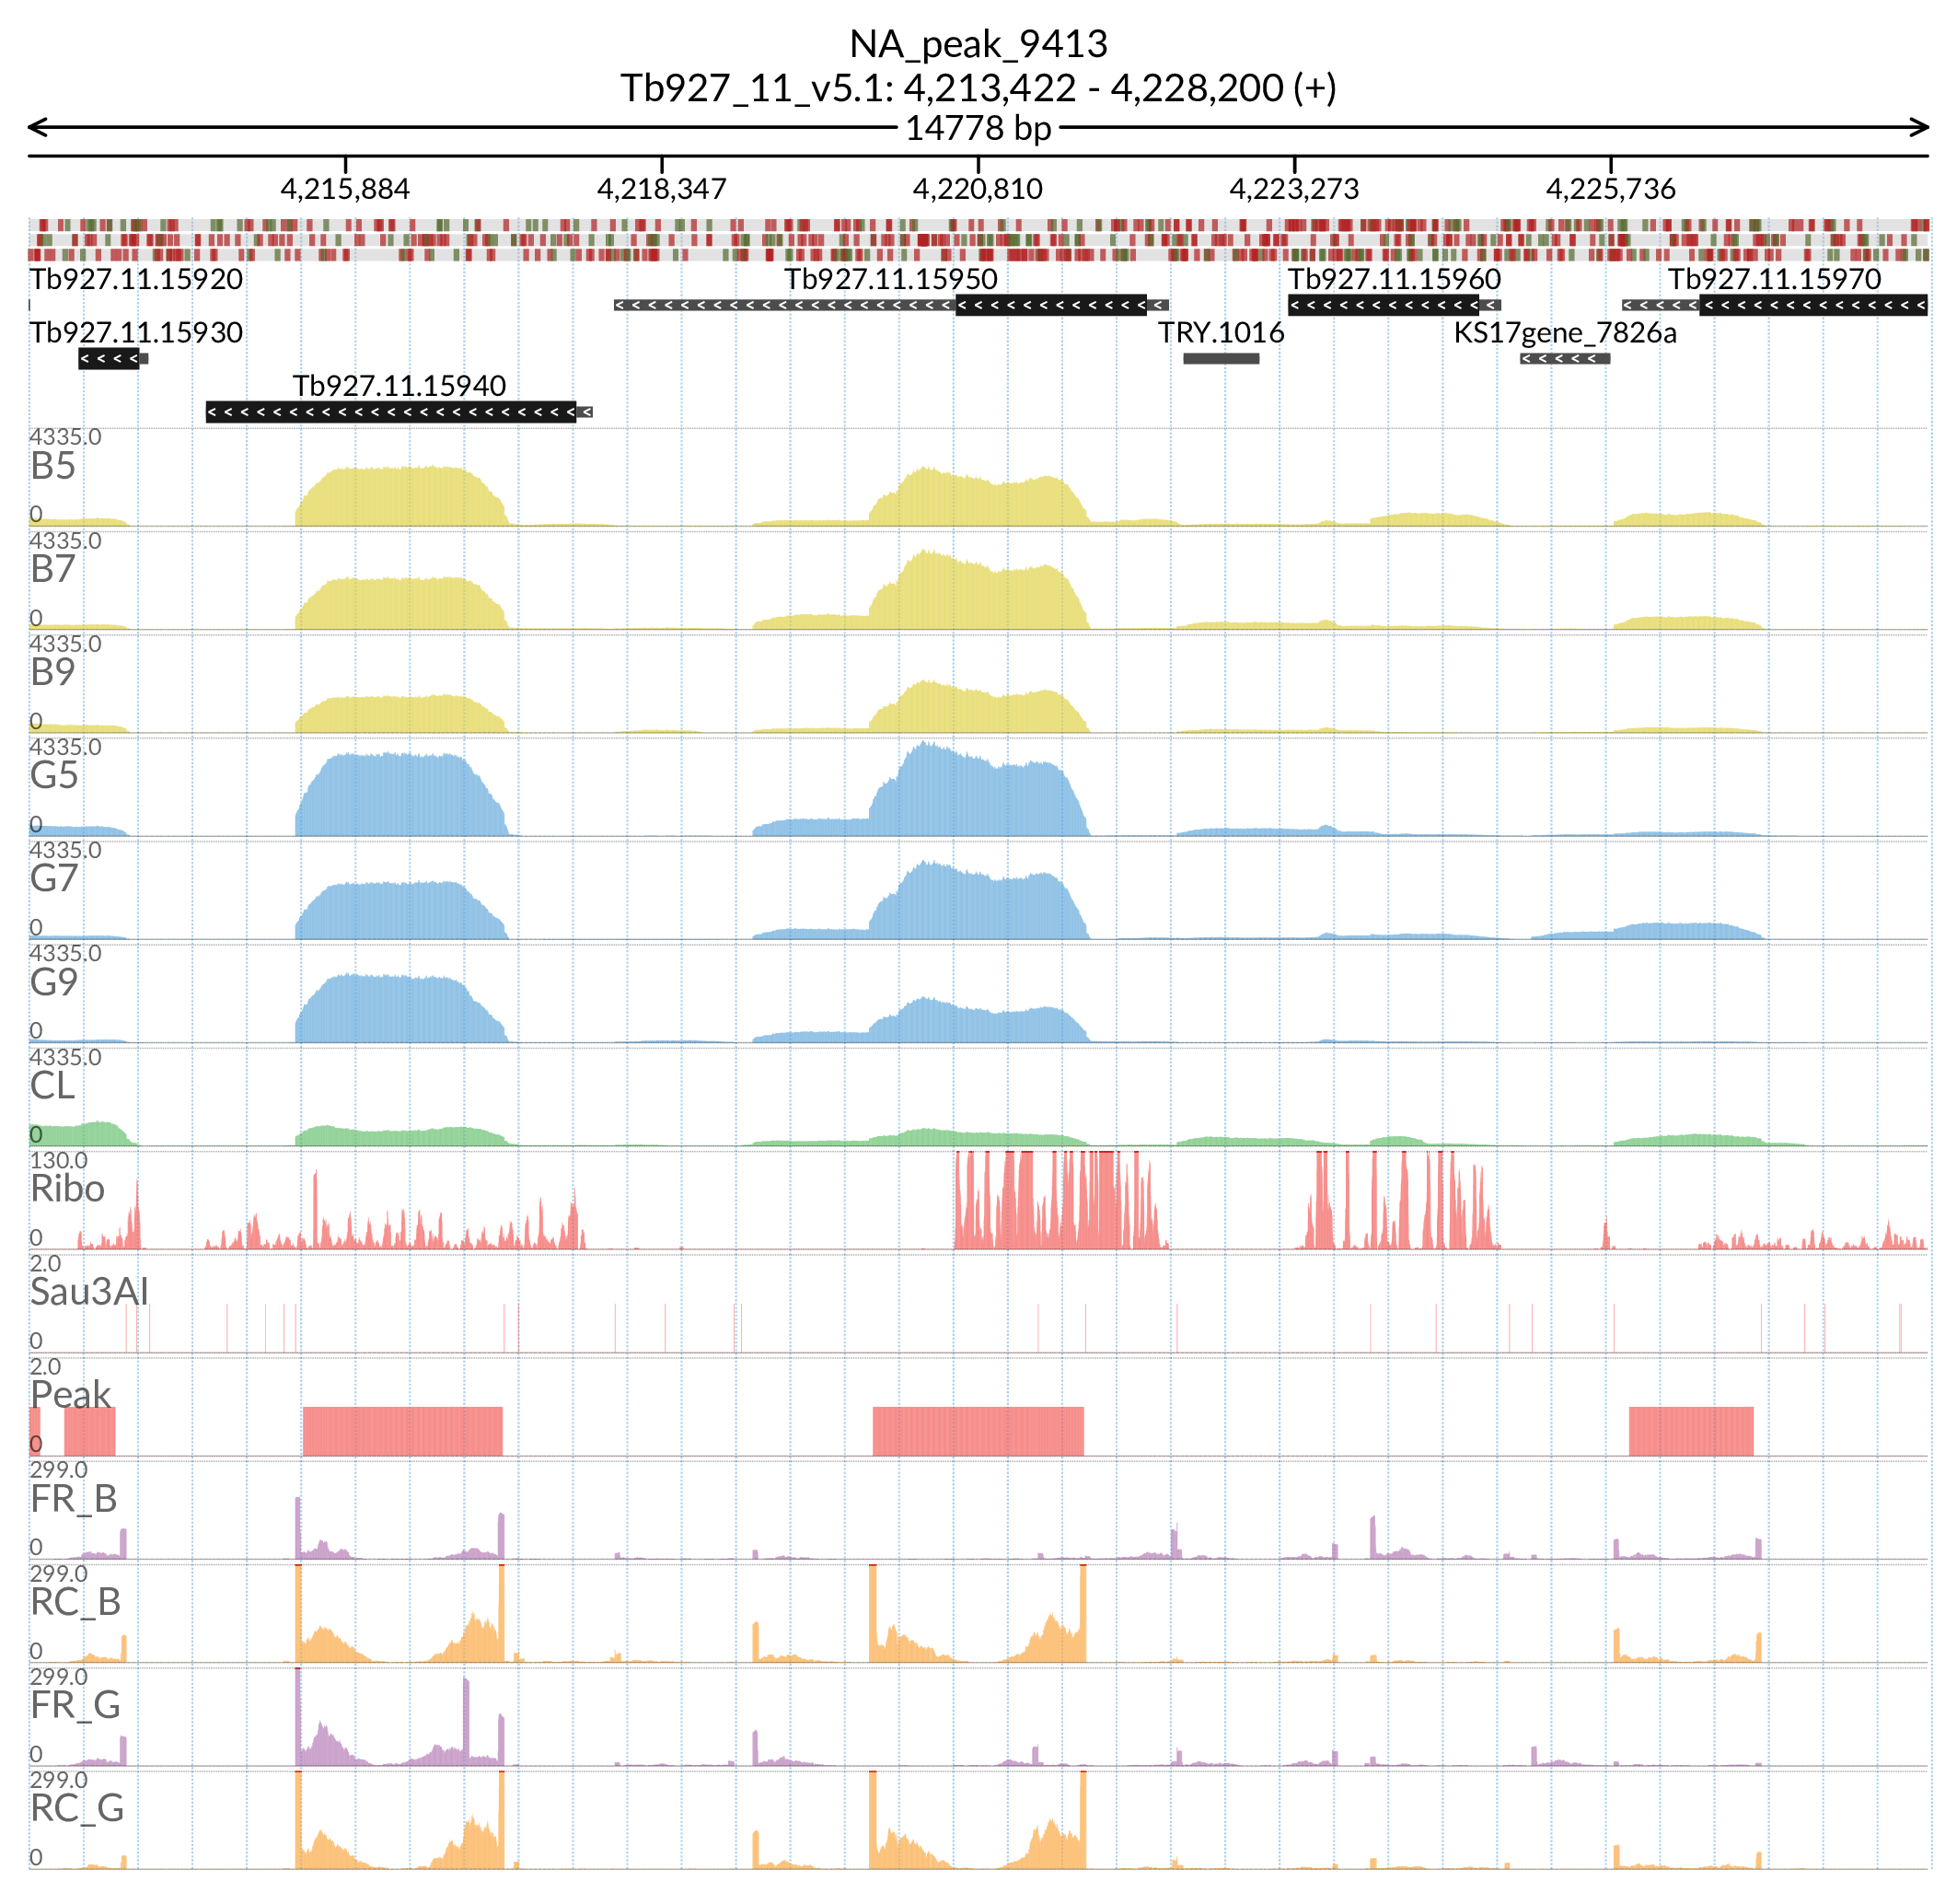 NA_peak_9413
Tb927_11_v5.1: 4,213,422 - 4,228,200 (+)
14778 bp
4,215,884 4,218,347 4,220,810 4,223,273 4,225,736
Tb927.11.15920 Tb927.11.15950 Tb927.11.15960 Tb927.11.15970
Tb927.11.15930 TRY.1016 KS17gene_7826a
Tb927.11.15940
4335.0
B5
0
4335.0
B7
0
4335.0
B9
0
4335.0
G5
0
4335.0
G7
0
4335.0
G9
0
4335.0
CL
0
130.0
Ribo
0
2.0
Sau3AI
0
2.0
Peak
0
299.0
FR_B
0
299.0
RC_B
0
299.0
FR_G
0
299.0
RC_G
0